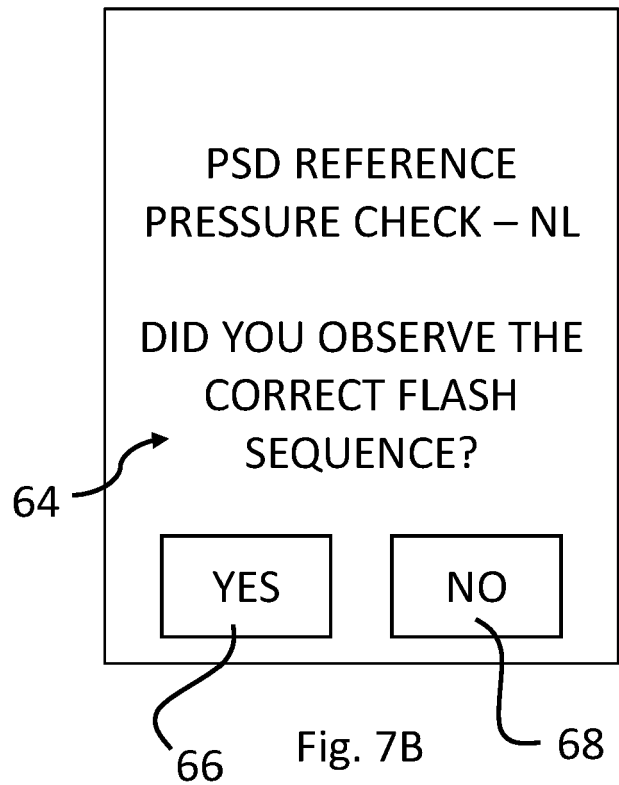 PSD REFERENCE
PRESSURE CHECK – NL
DID YOU OBSERVE THE
CORRECT FLASH
SEQUENCE?
64
YES
NO
66
Fig. 7B
68